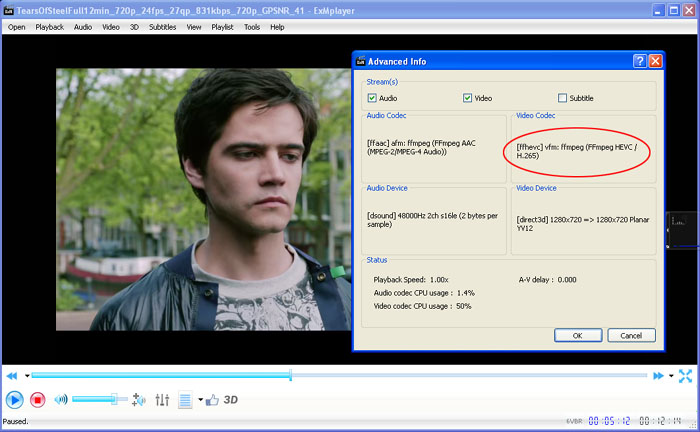 TearsOfSteelFull12min_720p_24fps_27qp_831kbps_720p_GPSNR_41 - ExMplayer
Open Playback Audio Video 3D Subtitles View Playlist Tools Help
Advanced Info
Stream(s)
Audio Video Subtitle
Audio Codec
[ffaac] afm: ffmpeg (FFmpeg AAC
(MPEG-2/MPEG-4 Audio))
Video Codec
[ffhevc] vfm: ffmpeg (FFmpeg HEVC /
H.265)
Audio Device
[dsound] 48000Hz 2ch s16le (2 bytes per
sample)
Video Device
[direct3d] 1280x720 => 1280x720 Planar
YV12
Status
Playback Speed: 1.00x A-V delay : 0.000
Audio codec CPU usage : 1.4%
Video codec CPU usage : 50%
OK Cancel
3D
Paused. EVBR 00:05:12 00:12:14